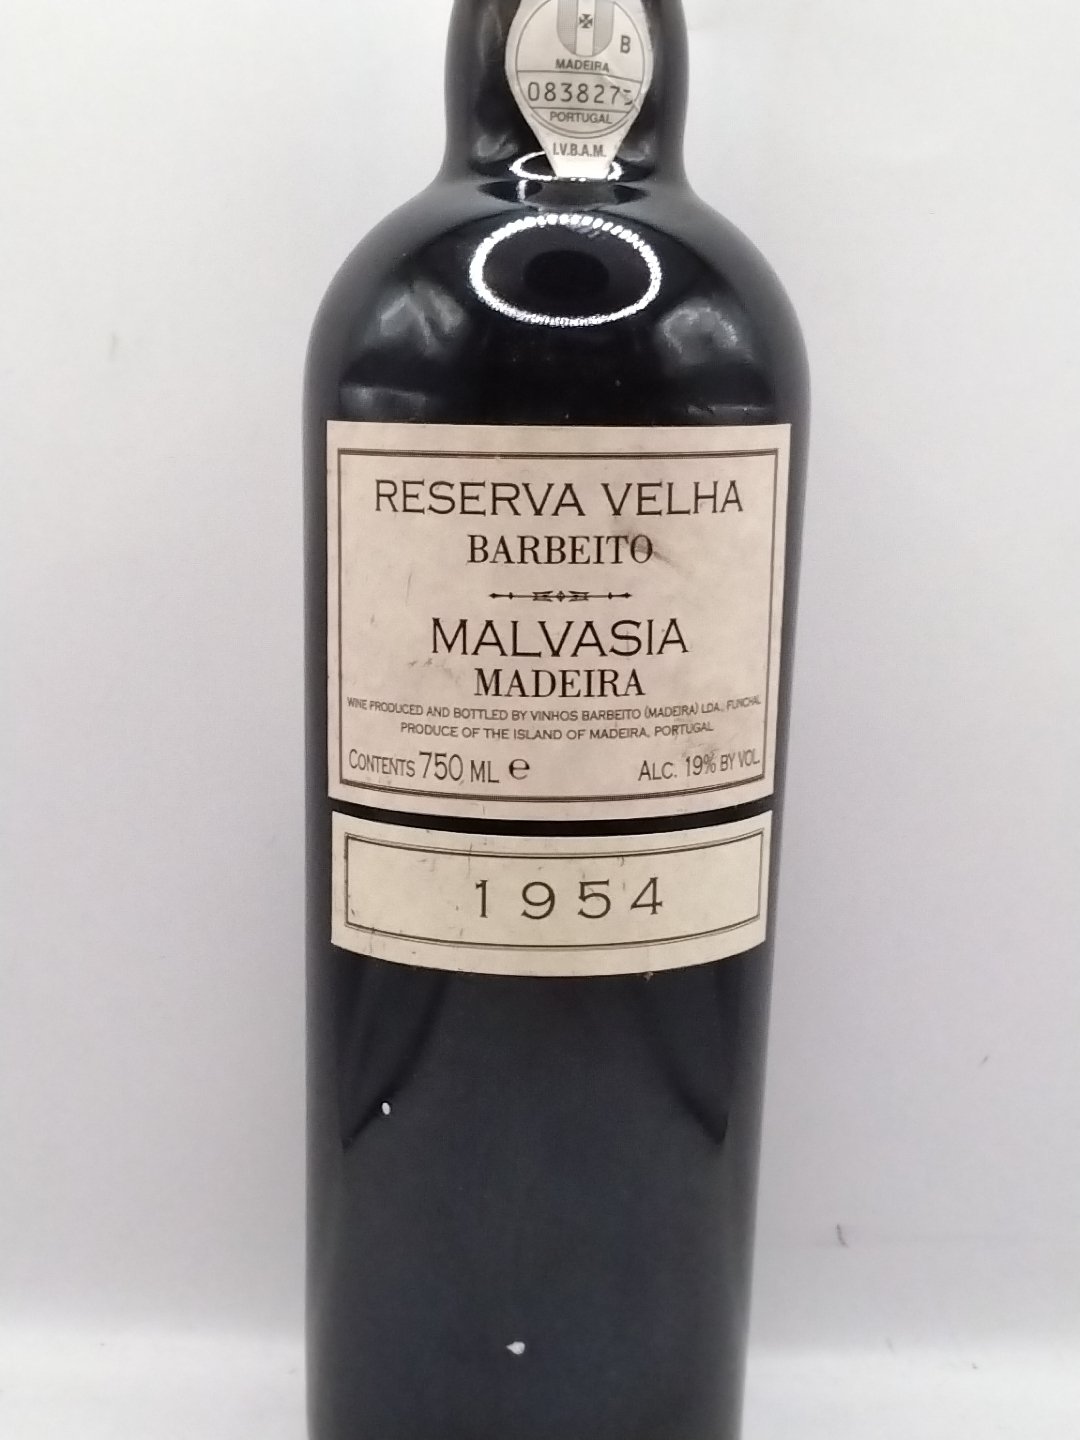 B
MADEIRA
083827
PORTUGAL
I.V.B.A.M.
RESERVA VELHA
BARBEITO
MALVASIA
MADEIRA
WINE PRODUCED AND BOTTLED BY VINHOS BARBEITO (MADEIRA) LDA., FUNCHAL
PRODUCE OF THE ISLAND OF MADEIRA, PORTUGAL
CONTENTS 750 ML e
ALC. 19% BY VOL.
1954